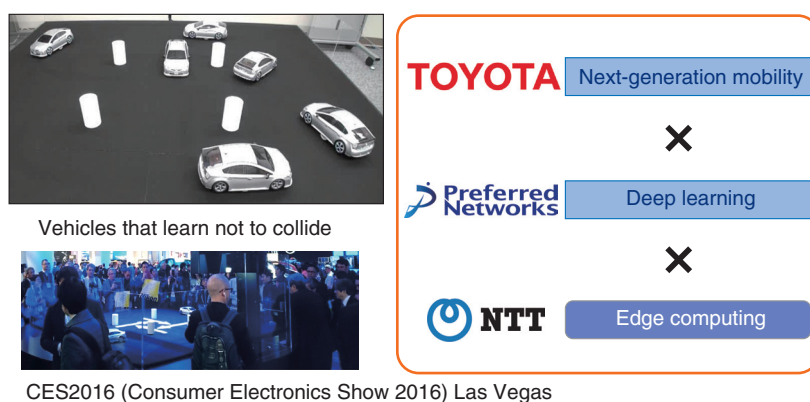 Vehicles that learn not to collide
CES2016 (Consumer Electronics Show 2016) Las Vegas
TOYOTA
Next-generation mobility
×
Preferred
Networks
Deep learning
×
NTT
Edge computing